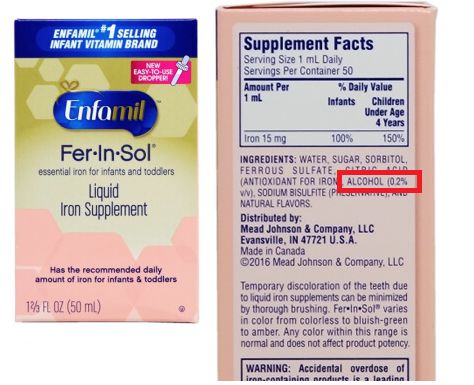 ENFAMIL® #1 SELLING
INFANT VITAMIN BRAND
NEW
EASY-TO-USE
DROPPER!
Enfamil
Fer·In·Sol®
essential iron for infants and toddlers
Liquid
Iron Supplement
Has the recommended daily
amount of iron for infants & toddlers
1⅔ FL OZ (50 mL)
Supplement Facts
Serving Size 1 mL Daily
Servings Per Container 50
Amount Per
1 mL
% Daily Value
Infants
Children
Under Age
4 Years
Iron 15 mg 100% 150%
INGREDIENTS: WATER, SUGAR, SORBITOL,
FERROUS SULFATE, CITRIC ACID
(ANTIOXIDANT FOR IRON), ALCOHOL (0.2%
v/v), SODIUM BISULFITE (PRESERVATIVE), AND
NATURAL FLAVORS.
Distributed by:
Mead Johnson & Company, LLC
Evansville, IN 47721 U.S.A.
Made in Canada
©2016 Mead Johnson & Company, LLC
Temporary discoloration of the teeth due
to liquid iron supplements can be minimized
by thorough brushing. Fer·In·Sol® varies
in color from colorless to bluish-green
to amber. Any color within this range is
normal and does not affect product potency.
WARNING: Accidental overdose of
iron-containing products is a leading